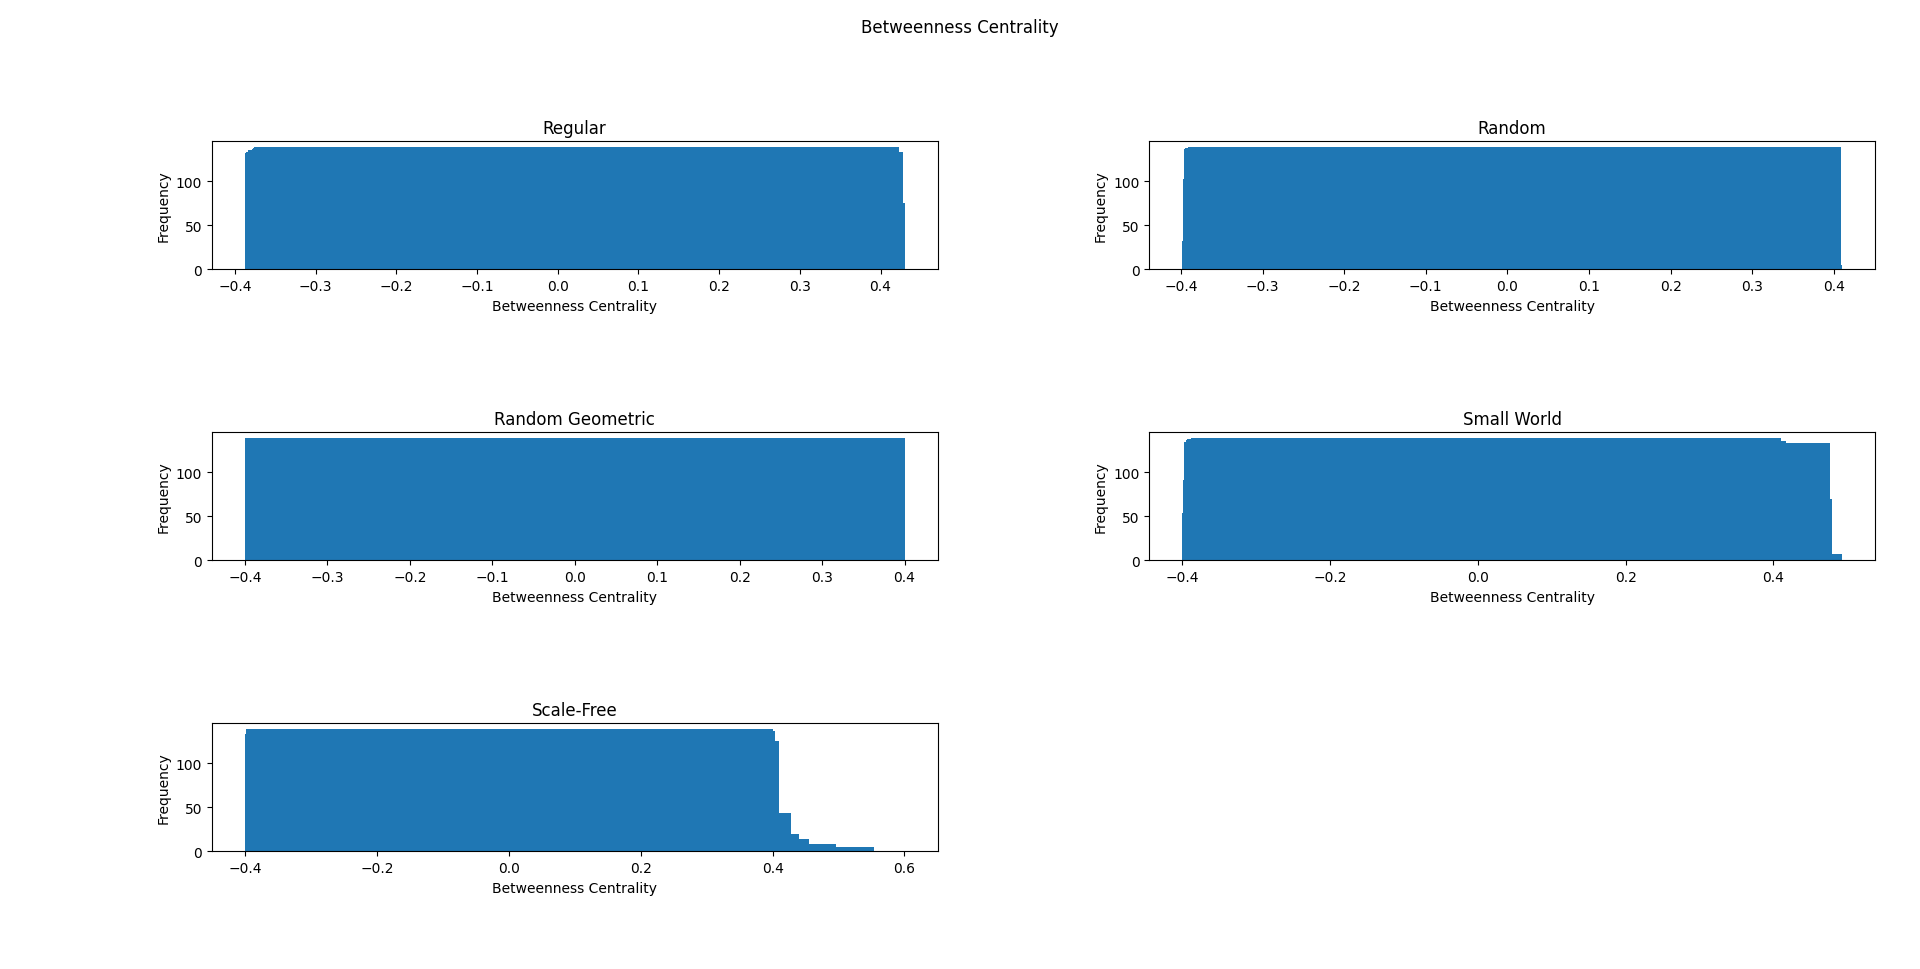 Betweenness Centrality
Regular
Frequency
100
50
0
−0.4 −0.3 −0.2 −0.1 0.0 0.1 0.2 0.3 0.4
Betweenness Centrality
Random
Frequency
100
50
0
−0.4 −0.3 −0.2 −0.1 0.0 0.1 0.2 0.3 0.4
Betweenness Centrality
Random Geometric
Frequency
100
50
0
−0.4 −0.3 −0.2 −0.1 0.0 0.1 0.2 0.3 0.4
Betweenness Centrality
Small World
Frequency
100
50
0
−0.4 −0.2 0.0 0.2 0.4
Betweenness Centrality
Scale-Free
Frequency
100
50
0
−0.4 −0.2 0.0 0.2 0.4 0.6
Betweenness Centrality